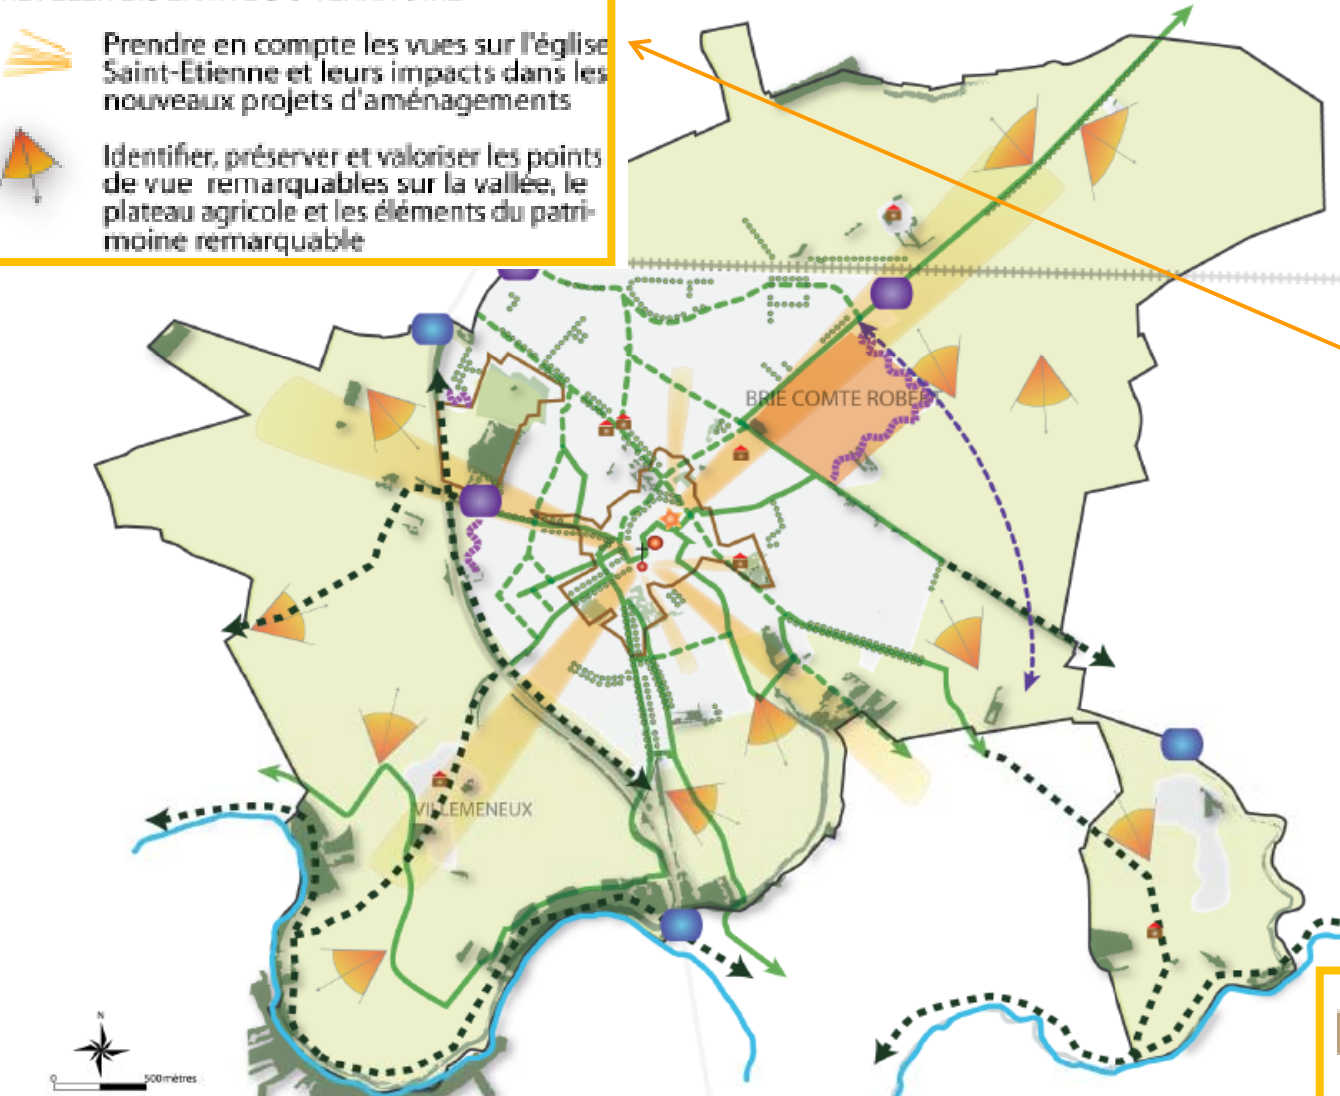 Prendre en compte les vues sur l'église
Saint-Etienne et leurs impacts dans les
nouveaux projets d'aménagements
Identifier, préserver et valoriser les points
de vue remarquables sur la vallée, le
plateau agricole et les éléments du patri-
moine remarquable
BRIE COMTE ROBERT
VILLEMENEUX
N
0
500 mètres